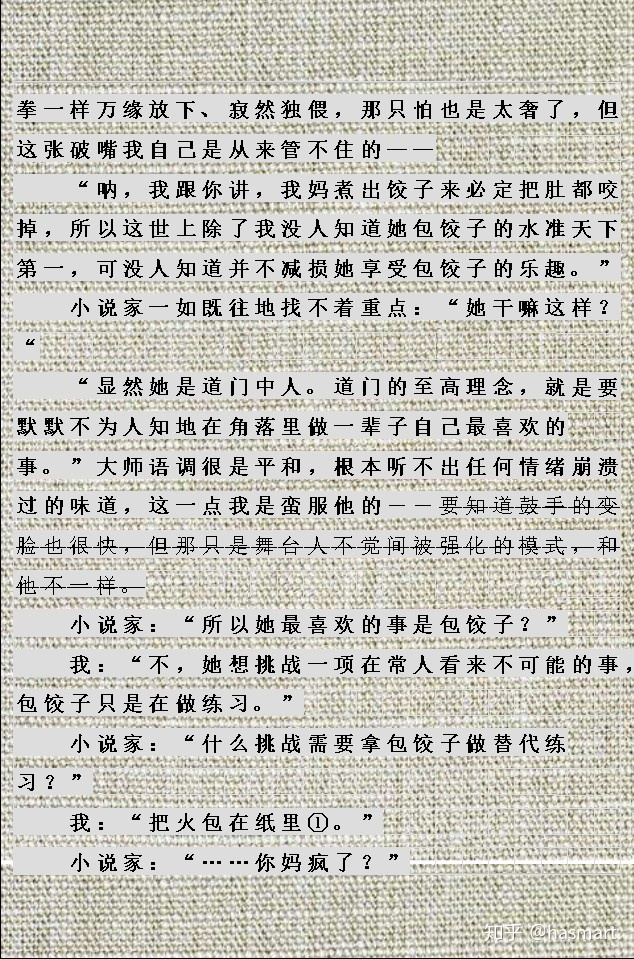 拳一样万缘放下、寂然独偎，那只怕也是太奢了，但
这张破嘴我自己是从来管不住的——
“呐，我跟你讲，我妈煮出饺子来必定把肚都咬
掉，所以这世上除了我没人知道她包饺子的水准天下
第一，可没人知道并不减损她享受包饺子的乐趣。”
小说家一如既往地找不着重点：“她干嘛这样？
“
“显然她是道门中人。道门的至高理念，就是要
默默不为人知地在角落里做一辈子自己最喜欢的
事。”大师语调很是平和，根本听不出任何情绪崩溃
过的味道，这一点我是蛮服他的——要知道鼓手的变
脸也很快，但那只是舞台人不觉间被强化的模式，和
他不一样。
小说家：“所以她最喜欢的事是包饺子？”
我：“不，她想挑战一项在常人看来不可能的事，
包饺子只是在做练习。”
小说家：“什么挑战需要拿包饺子做替代练
习？”
我：“把火包在纸里①。”
小说家：“……你妈疯了？”
知乎 @hasmart